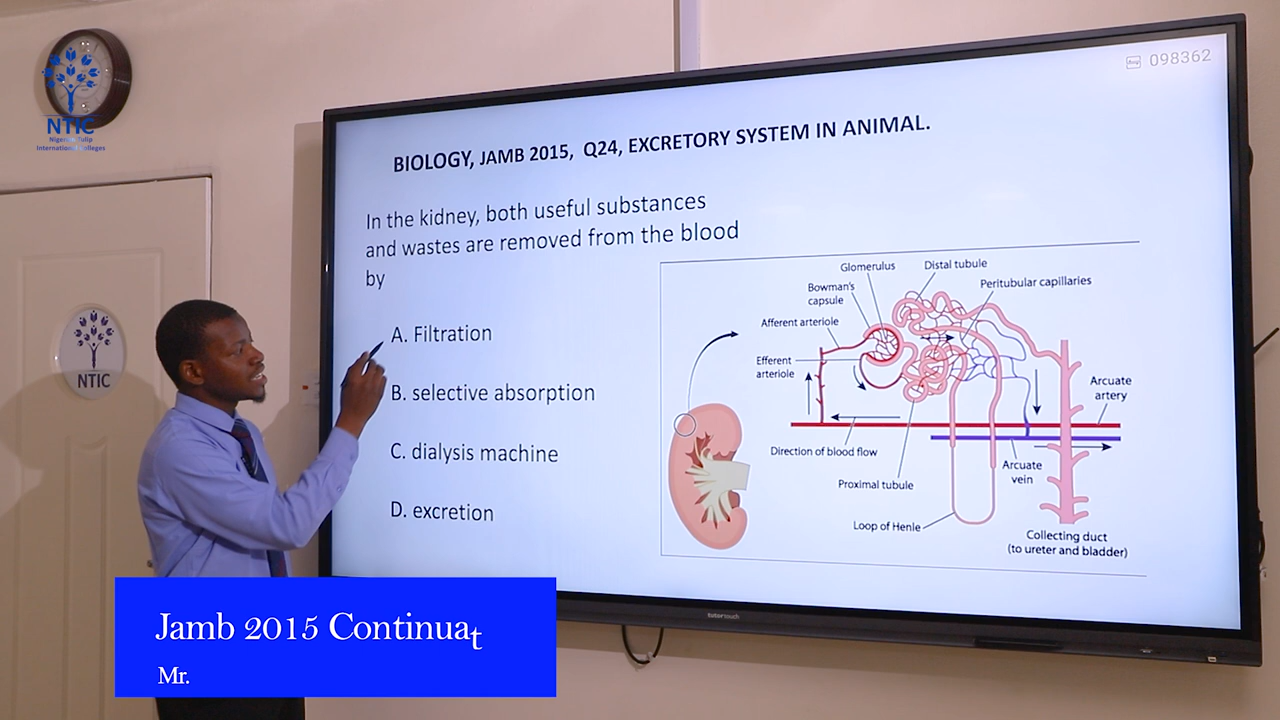 NTIC
Nigerian Tulip
International Colleges
NTIC
098362
BIOLOGY, JAMB 2015, Q24, EXCRETORY SYSTEM IN ANIMAL.
In the kidney, both useful substances
and wastes are removed from the blood
by
A. Filtration
B. selective absorption
C. dialysis machine
D. excretion
Glomerulus
Distal tubule
Bowman's
capsule
Peritubular capillaries
Afferent arteriole
Efferent
arteriole
Arcuate
artery
Direction of blood flow
Arcuate
vein
Proximal tubule
Loop of Henle
Collecting duct
(to ureter and bladder)
tutortouch
Jamb 2015 Continuat
Mr.